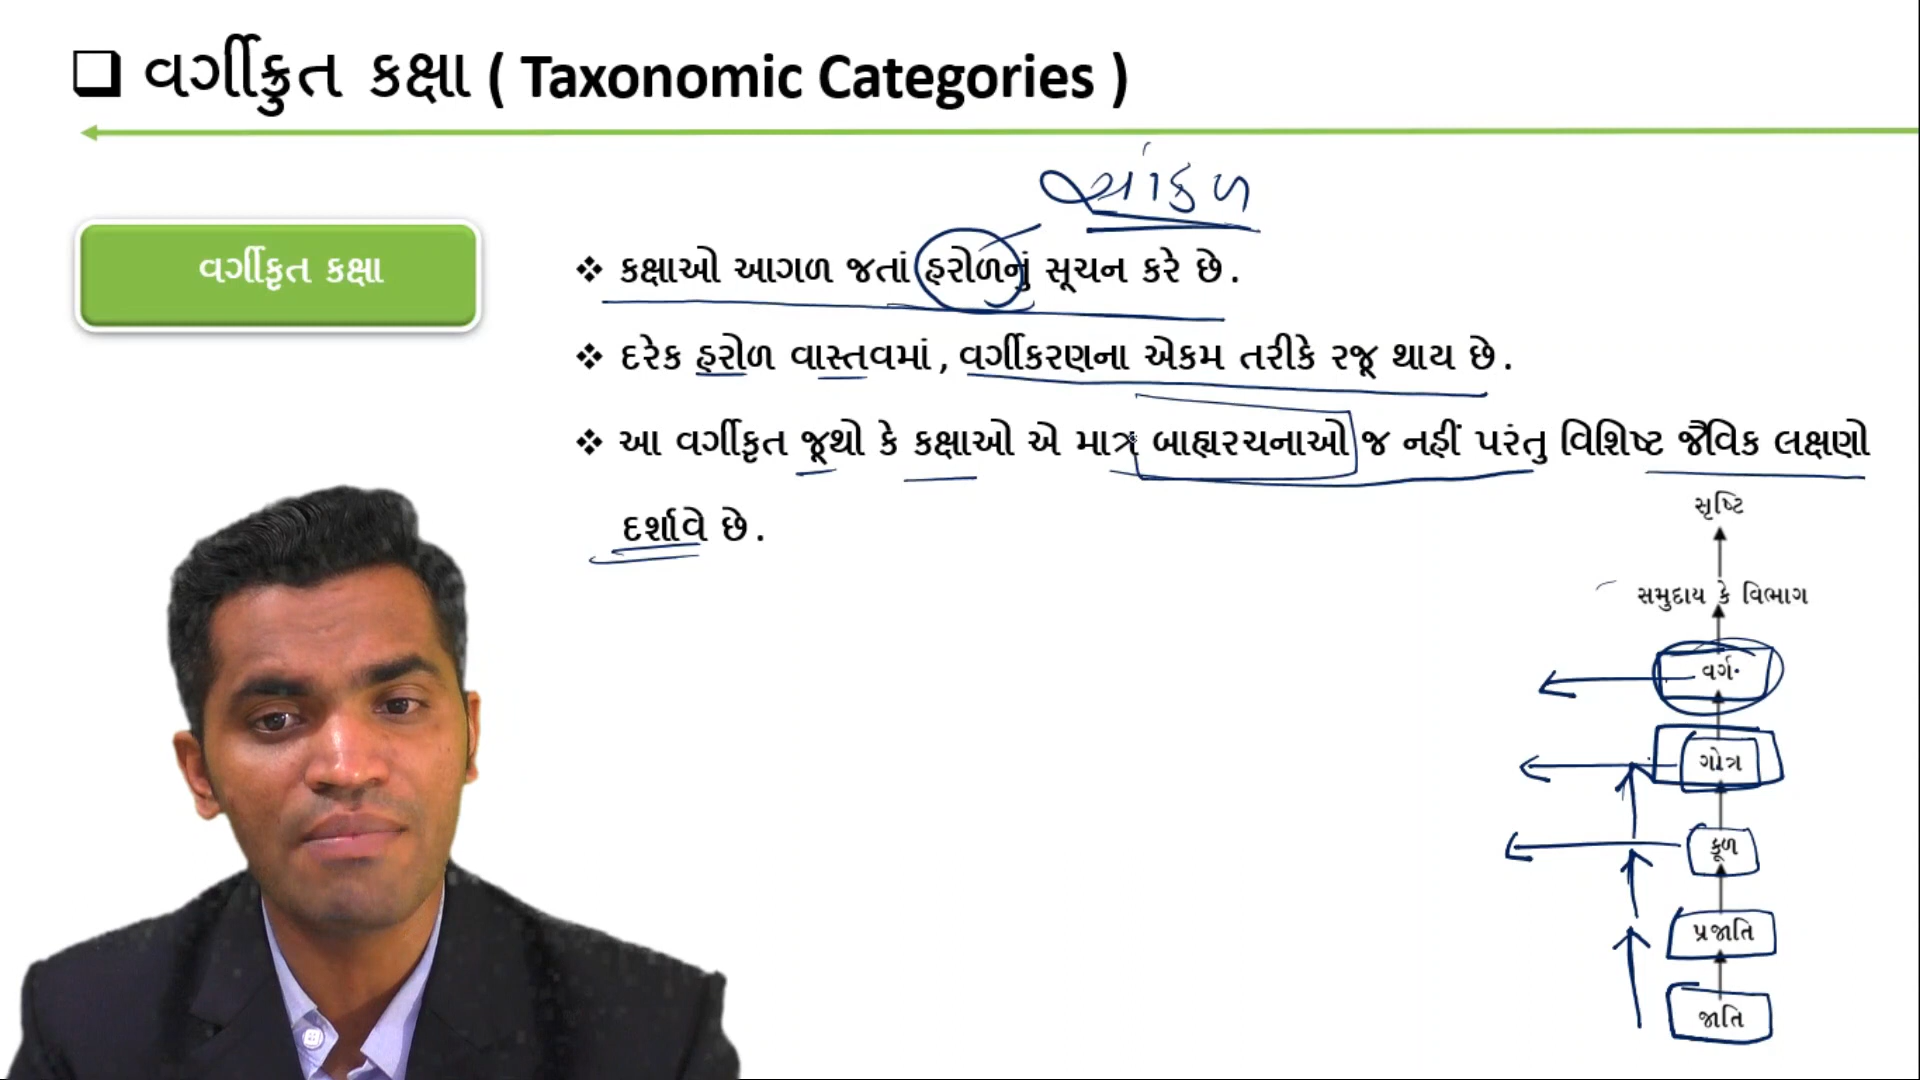 વર્ગીક્રુત કક્ષા ( Taxonomic Categories )
સાંકળ
વર્ગીકૃત કક્ષા
❖ કક્ષાઓ આગળ જતાં હરોળનું સૂચન કરે છે.
❖ દરેક હરોળ વાસ્તવમાં, વર્ગીકરણના એકમ તરીકે રજૂ થાય છે.
❖ આ વર્ગીકૃત જૂથો કે કક્ષાઓ એ માત્ર બાહ્યરચનાઓ જ નહીં પરંતુ વિશિષ્ટ જૈવિક લક્ષણો
દર્શાવે છે.
સૃષ્ટિ
સમુદાય કે વિભાગ
વર્ગ
ગોત્ર
કૂળ
પ્રજાતિ
જાતિ